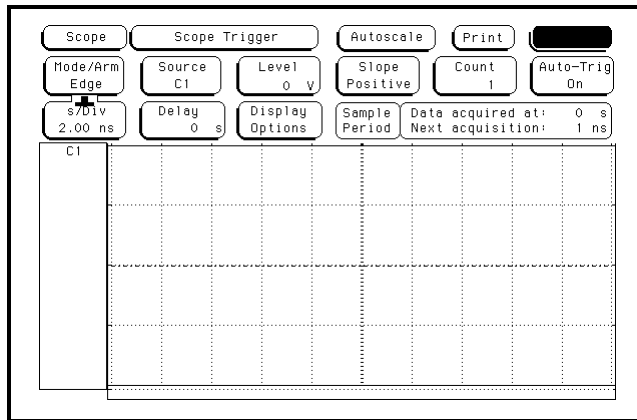 Scope Scope Trigger Autoscale Print
Mode/Arm Source Level Slope Count Auto-Trig
Edge C1 0 V Positive 1 On
s/Div Delay Display Sample Data acquired at: 0 s
2.00 ns 0 s Options Period Next acquisition: 1 ns
C1